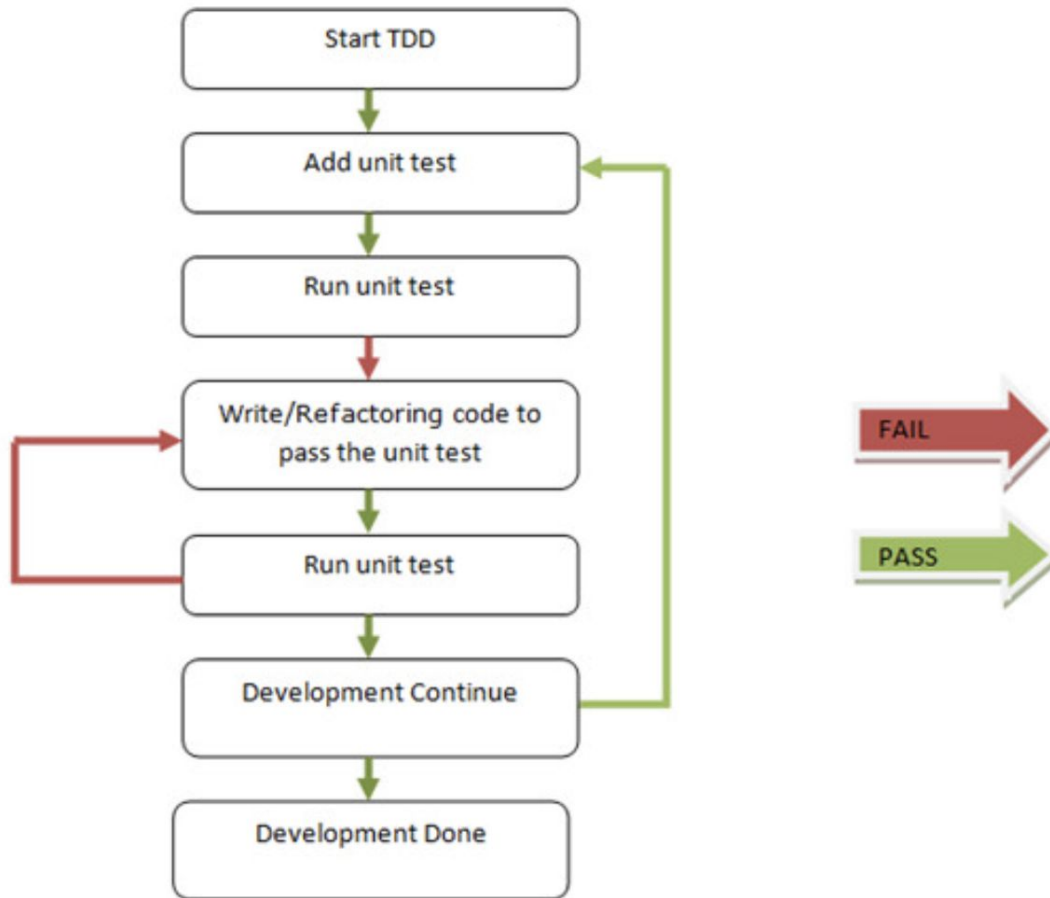 Start TDD
Add unit test
Run unit test
Write/Refactoring code to
pass the unit test
FAIL
Run unit test
PASS
Development Continue
Development Done